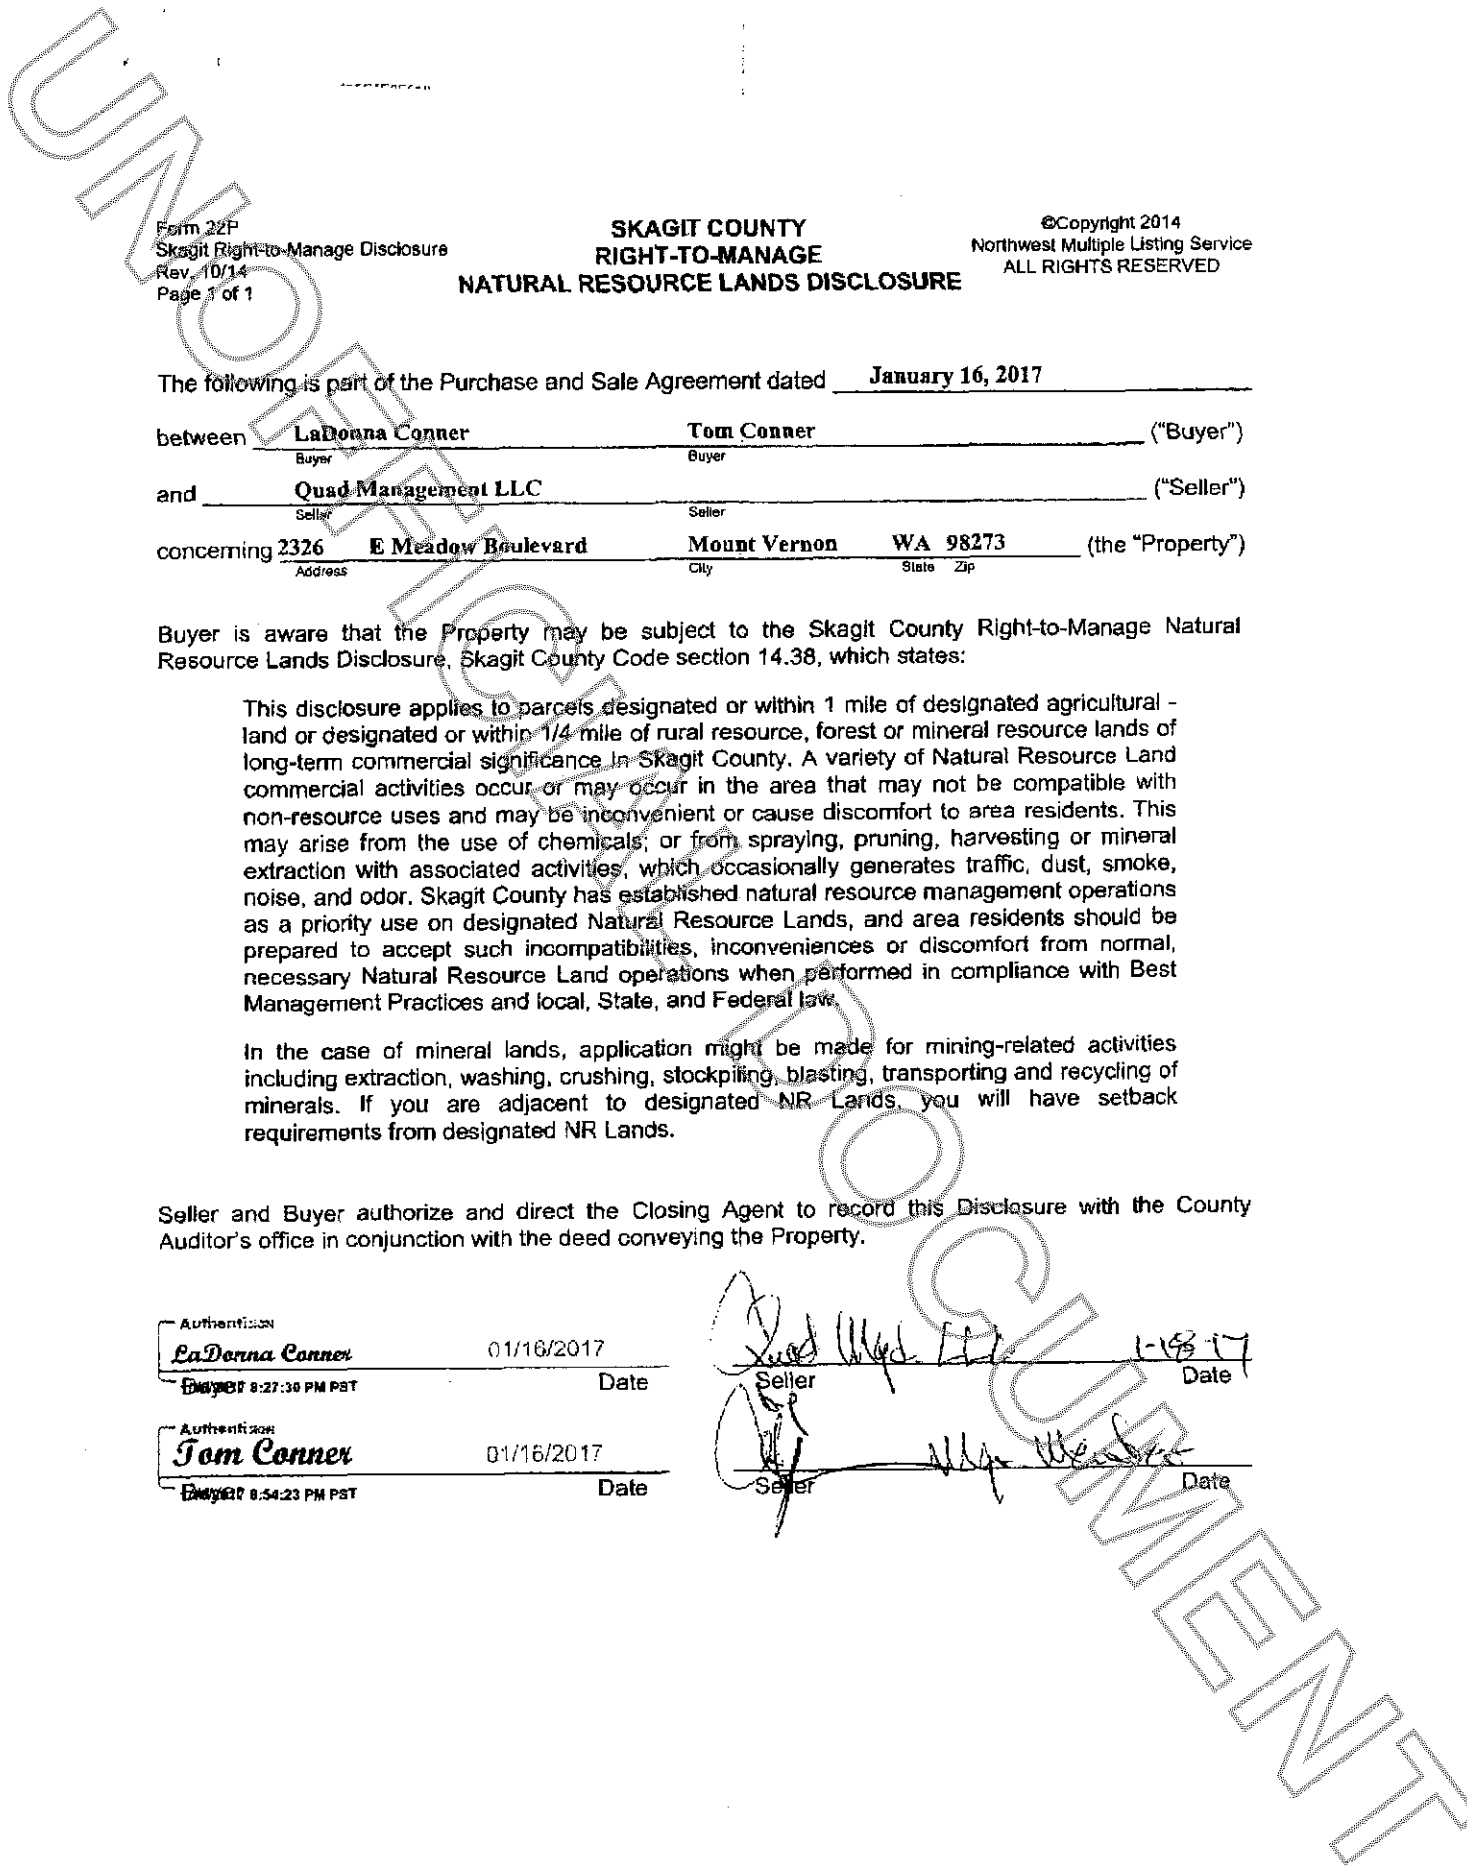 UNOFFICIAL DOCUMENT
Form 22P
Skagit Right-to-Manage Disclosure
Rev. 10/14
Page 1 of 1
SKAGIT COUNTY
RIGHT-TO-MANAGE
NATURAL RESOURCE LANDS DISCLOSURE
©Copyright 2014
Northwest Multiple Listing Service
ALL RIGHTS RESERVED
The following is part of the Purchase and Sale Agreement dated January 16, 2017
between LaDonna Conner Tom Conner ("Buyer")
Buyer Buyer
and Quad Management LLC ("Seller")
Seller Seller
concerning 2326 E Meadow Boulevard Mount Vernon WA 98273 (the "Property")
Address City State Zip
Buyer is aware that the Property may be subject to the Skagit County Right-to-Manage Natural
Resource Lands Disclosure, Skagit County Code section 14.38, which states:
This disclosure applies to parcels designated or within 1 mile of designated agricultural -
land or designated or within 1/4 mile of rural resource, forest or mineral resource lands of
long-term commercial significance in Skagit County. A variety of Natural Resource Land
commercial activities occur or may occur in the area that may not be compatible with
non-resource uses and may be inconvenient or cause discomfort to area residents. This
may arise from the use of chemicals; or from spraying, pruning, harvesting or mineral
extraction with associated activities, which occasionally generates traffic, dust, smoke,
noise, and odor. Skagit County has established natural resource management operations
as a priority use on designated Natural Resource Lands, and area residents should be
prepared to accept such incompatibilities, inconveniences or discomfort from normal,
necessary Natural Resource Land operations when performed in compliance with Best
Management Practices and local, State, and Federal law.
In the case of mineral lands, application might be made for mining-related activities
including extraction, washing, crushing, stockpiling, blasting, transporting and recycling of
minerals. If you are adjacent to designated NR Lands, you will have setback
requirements from designated NR Lands.
Seller and Buyer authorize and direct the Closing Agent to record this Disclosure with the County
Auditor's office in conjunction with the deed conveying the Property.
Authentisign
LaDonna Conner 01/16/2017
Buyer 8:27:30 PM PST Date
Quad Mgd.
Seller Date
Authentisign
Tom Conner 01/16/2017
Buyer 8:54:23 PM PST Date
Mgr. Member
Seller Date